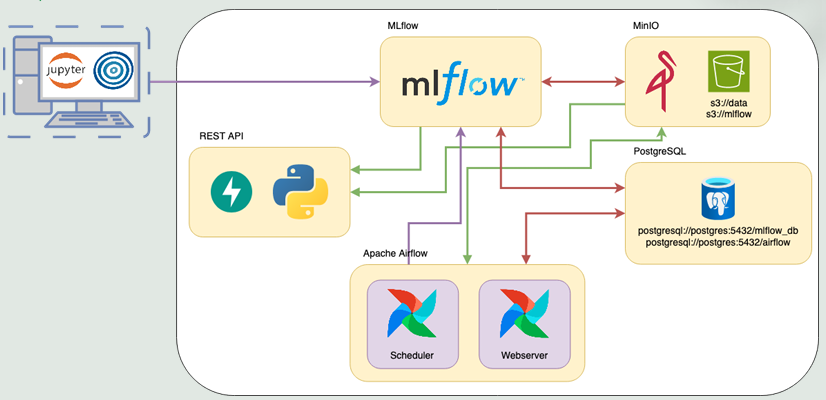 MLflow
MinIO
jupyter
mlflow™
s3://data
s3://mlflow
REST API
PostgreSQL
postgresql://postgres:5432/mlflow_db
postgresql://postgres:5432/airflow
Apache Airflow
Scheduler
Webserver